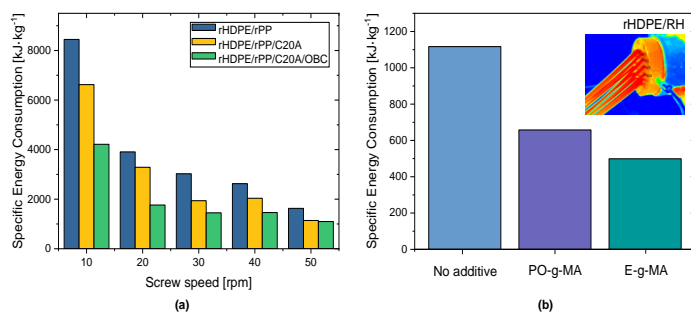 Specific Energy Consumption [kJ·kg⁻¹]
8000
6000
4000
2000
0
rHDPE/rPP
rHDPE/rPP/C20A
rHDPE/rPP/C20A/OBC
10 20 30 40 50
Screw speed [rpm]
(a)
Specific Energy Consumption [kJ·kg⁻¹]
1200
1000
800
600
400
200
0
rHDPE/RH
No additive PO-g-MA E-g-MA
(b)